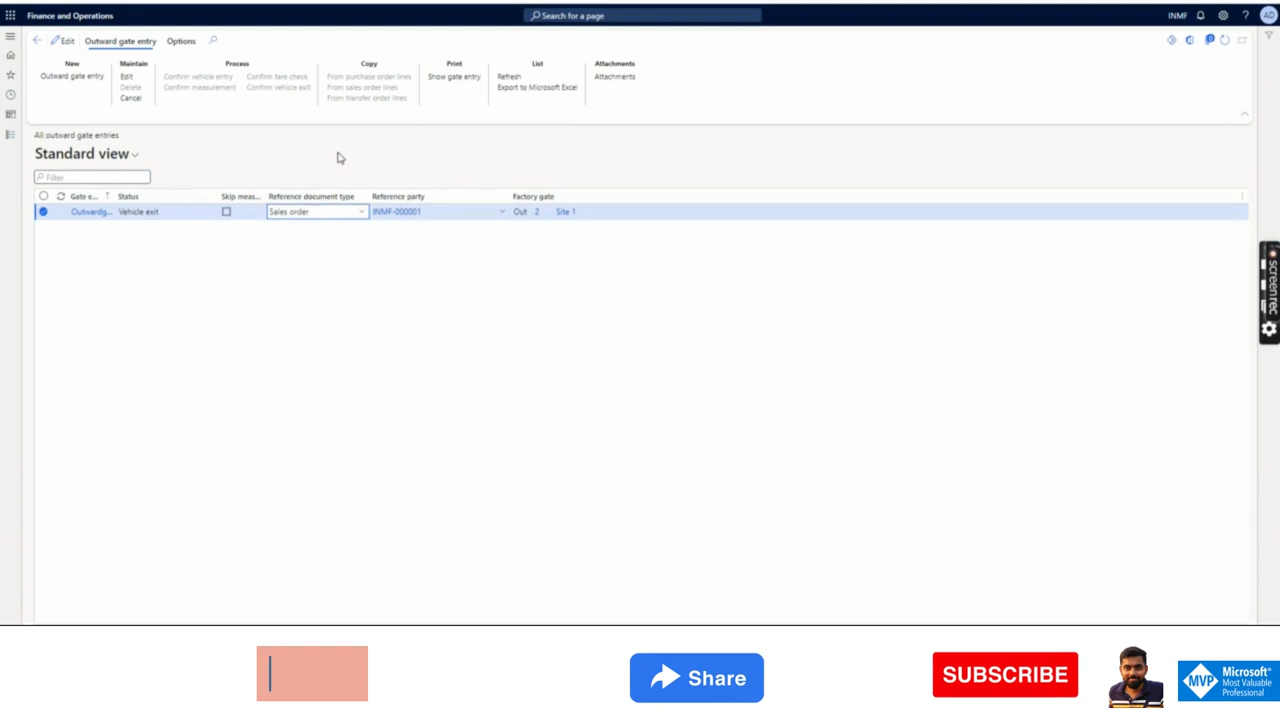 Finance and Operations
Search for a page
INMF
?
AD
Edit
Outward gate entry
Options
New
Outward gate entry
Maintain
Edit
Delete
Cancel
Process
Confirm vehicle entry
Confirm tare check
Confirm measurement
Confirm vehicle exit
Copy
From purchase order lines
From sales order lines
From transfer order lines
Print
Show gate entry
List
Refresh
Export to Microsoft Excel
Attachments
Attachments
All outward gate entries
Standard view
Filter
Gate e... Status Skip meas... Reference document type Reference party Factory gate
Outwardg... Vehicle exit Sales order INMF-000001 Out 2 Site 1
screenrec
Share
SUBSCRIBE
MVP
Microsoft®
Most Valuable
Professional